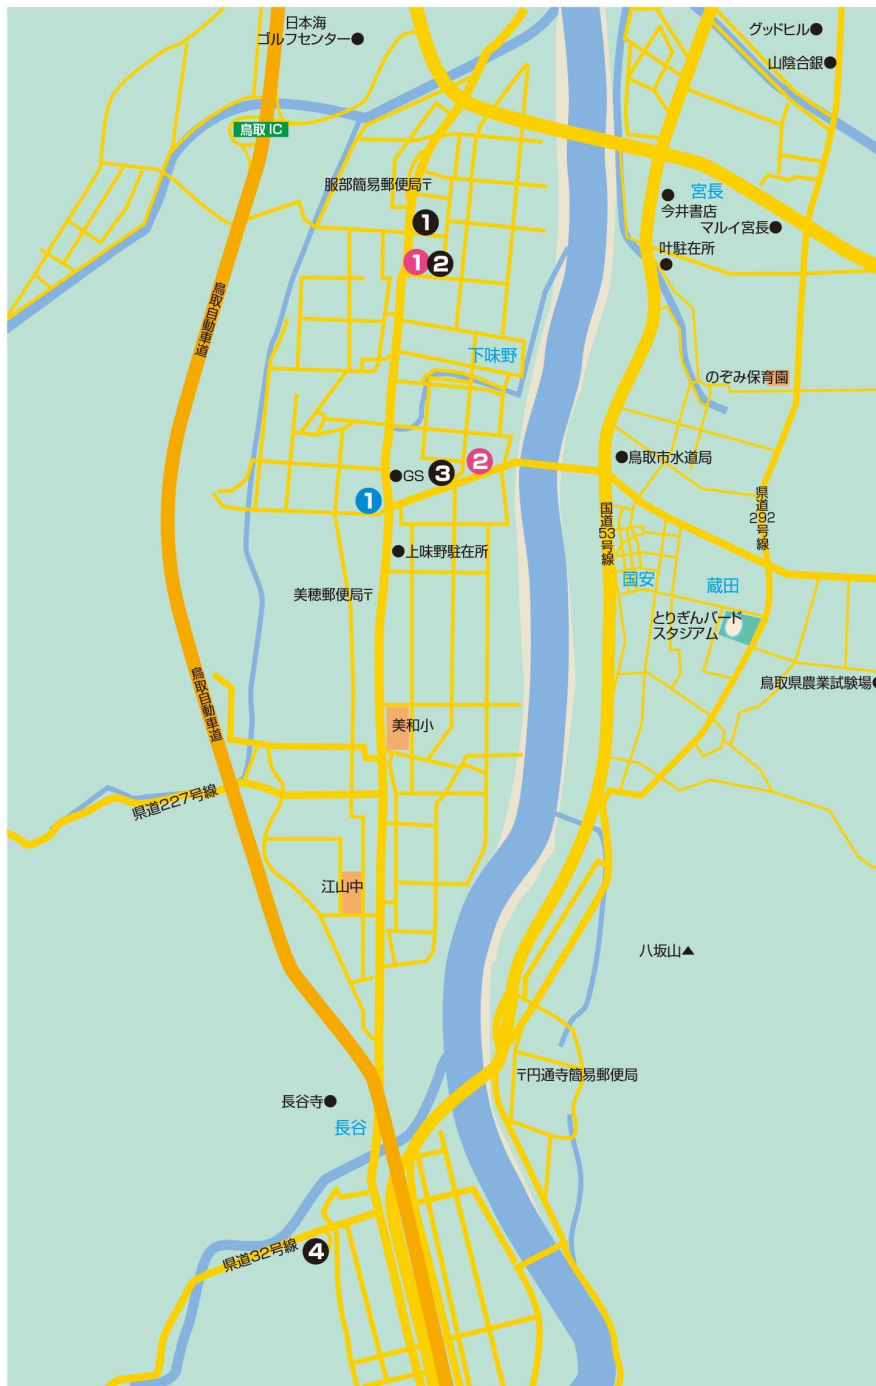 日本海
ゴルフセンター
グッドヒル
山陰合銀
鳥取 IC
服部簡易郵便局〒
宮長
今井書店
マルイ宮長
1
叶駐在所
1
2
鳥取自動車道
下味野
のぞみ保育園
GS
3
2
鳥取市水道局
1
国道53号線
県道292号線
上味野駐在所
美穂郵便局〒
国安
蔵田
とりぎんバード
スタジアム
鳥取県農業試験場
鳥取自動車道
美和小
県道227号線
江山中
八坂山▲
〒円通寺簡易郵便局
長谷寺
長谷
県道32号線
4